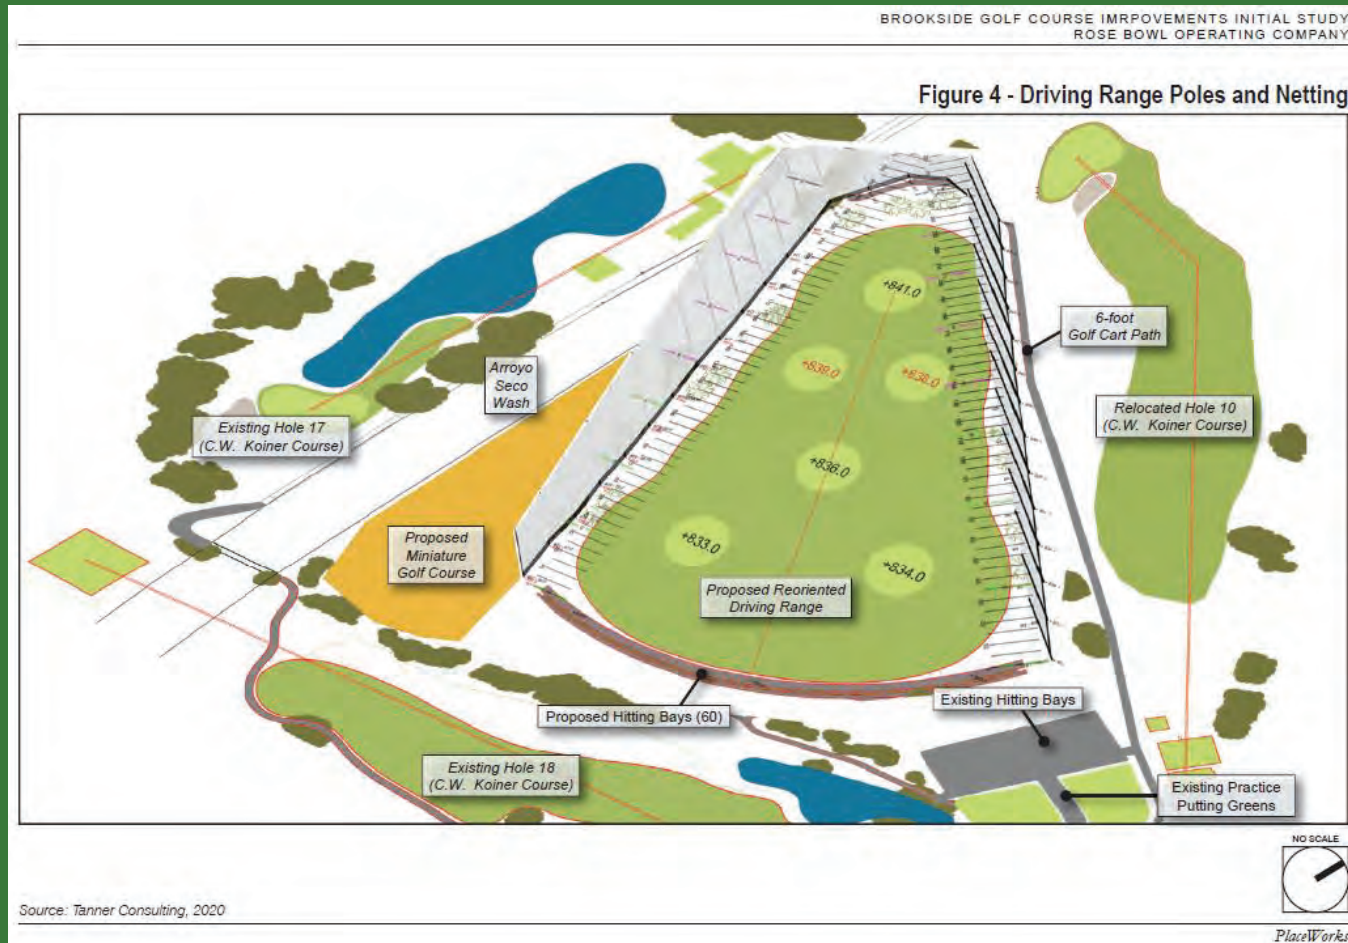 BROOKSIDE GOLF COURSE IMRPOVEMENTS INITIAL STUDY
ROSE BOWL OPERATING COMPANY
Figure 4 - Driving Range Poles and Netting
+841.0
6-foot
Golf Cart Path
+839.0
+838.0
Arroyo
Seco
Wash
Existing Hole 17
(C.W. Koiner Course)
Relocated Hole 10
(C.W. Koiner Course)
+836.0
Proposed
Miniature
Golf Course
+833.0
+834.0
Proposed Reoriented
Driving Range
Proposed Hitting Bays (60)
Existing Hitting Bays
Existing Hole 18
(C.W. Koiner Course)
Existing Practice
Putting Greens
NO SCALE
Source: Tanner Consulting, 2020
PlaceWorks